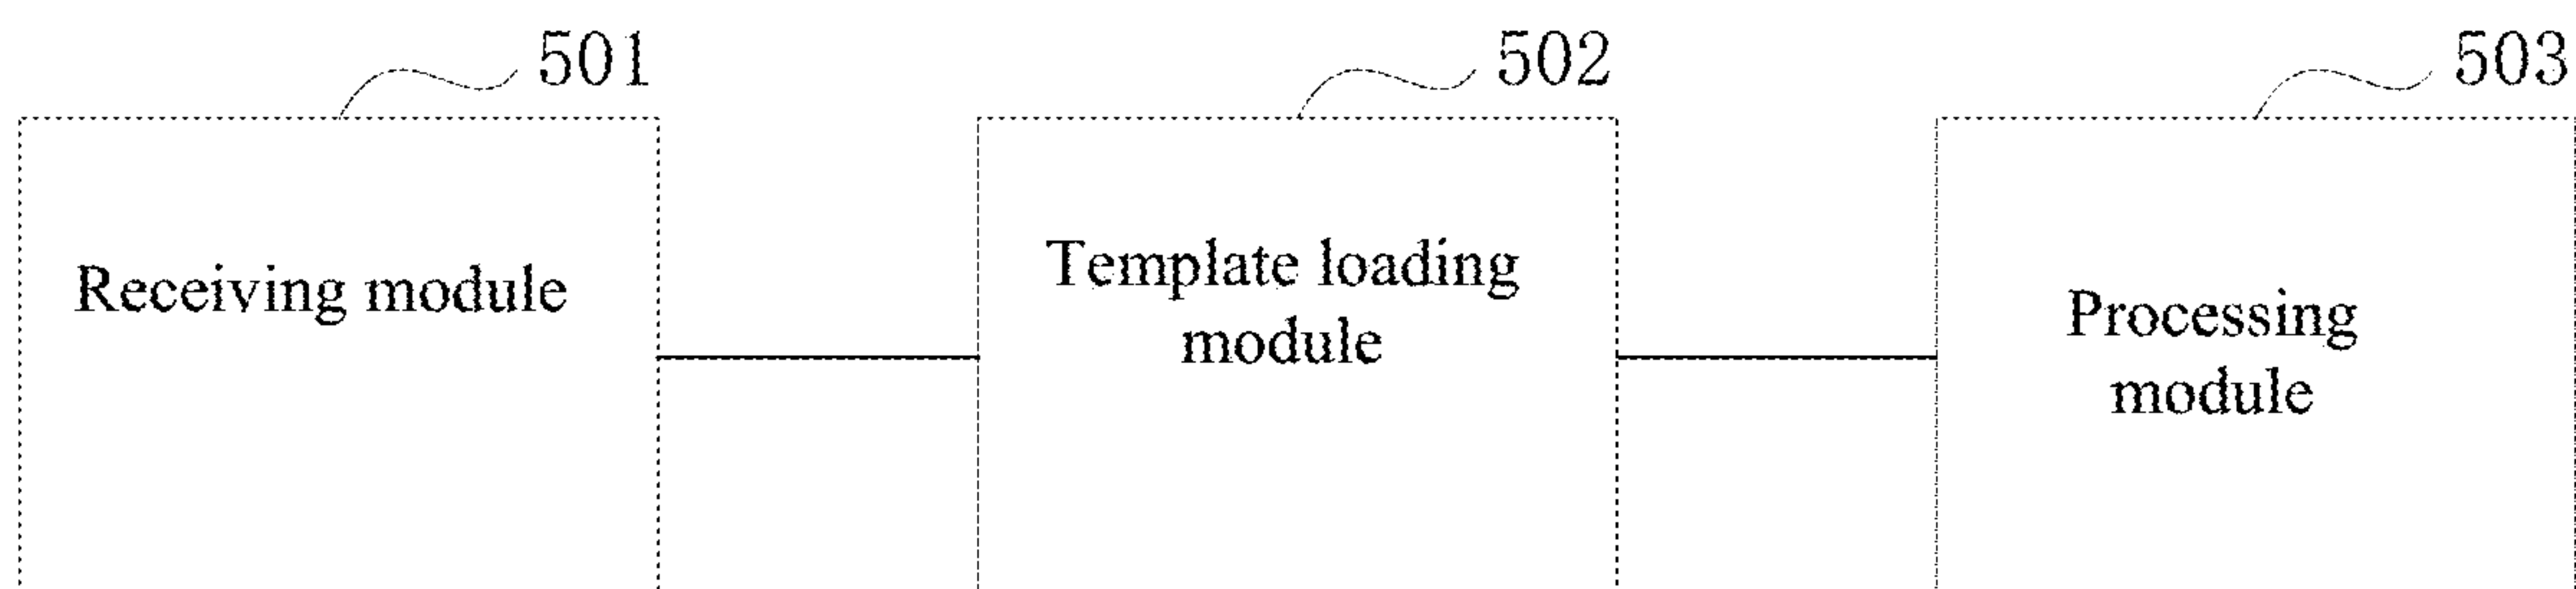 501
502
503
Receiving module
Template loading
module
Processing
module